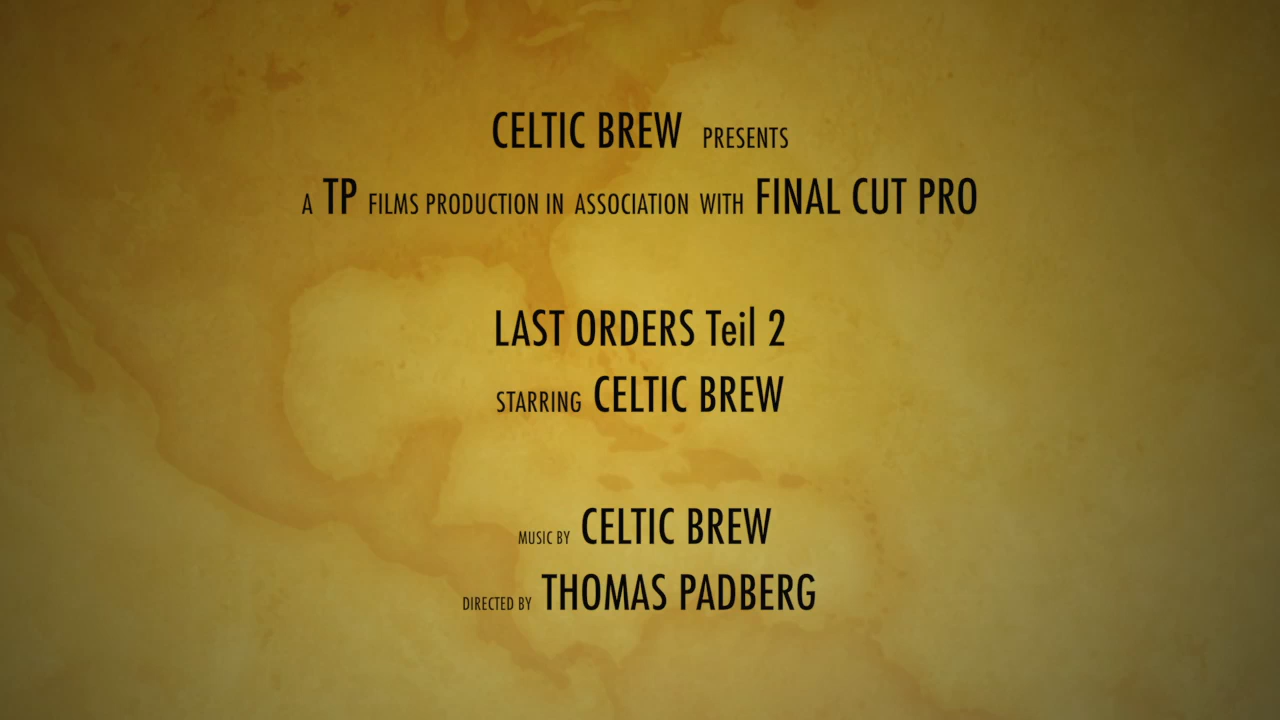 CELTIC BREW PRESENTS
A TP FILMS PRODUCTION IN ASSOCIATION WITH FINAL CUT PRO
LAST ORDERS Teil 2
STARRING CELTIC BREW
MUSIC BY CELTIC BREW
DIRECTED BY THOMAS PADBERG